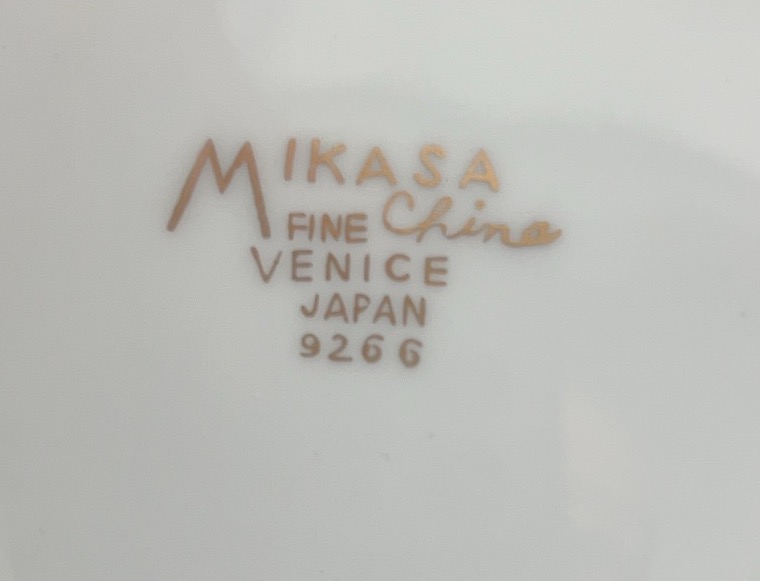 MIKASA
FINE China
VENICE
JAPAN
9266